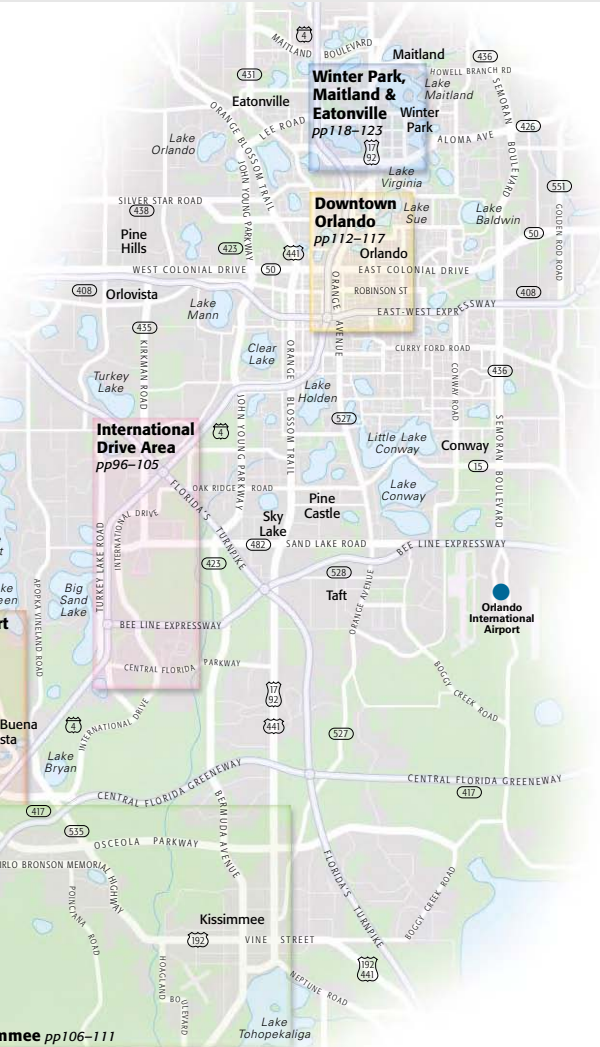 4
MAITLAND BOULEVARD
Maitland
436
431
HOWELL BRANCH RD
Winter Park,
Maitland &
Eatonville
pp118–123
Lake
Maitland
SEMORAN BOULEVARD
Eatonville
ORANGE BLOSSOM TRAIL
LEE ROAD
Winter
Park
426
ALOMA AVE
Lake
Orlando
17
92
JOHN YOUNG PARKWAY
Lake
Virginia
551
SILVER STAR ROAD
438
Downtown
Orlando
pp112–117
Lake
Sue
Lake
Baldwin
GOLDEN ROD ROAD
Pine
Hills
423
441
Orlando
50
WEST COLONIAL DRIVE
50
EAST COLONIAL DRIVE
408
Orlovista
ORANGE AVENUE
ROBINSON ST
408
Lake
Mann
EAST-WEST EXPRESSWAY
435
KIRKMAN ROAD
Clear
Lake
ORANGE BLOSSOM TRAIL
CURRY FORD ROAD
Turkey
Lake
Lake
Holden
CONWAY ROAD
436
JOHN YOUNG PARKWAY
527
International
Drive Area
pp96–105
4
Little Lake
Conway
Conway
SEMORAN BOULEVARD
15
FLORIDA'S TURNPIKE
OAK RIDGE ROAD
Lake
Conway
Pine
Castle
INTERNATIONAL DRIVE
Sky
Lake
TURKEY LAKE ROAD
482
SAND LAKE ROAD
BEE LINE EXPRESSWAY
423
528
APOPKA VINELAND ROAD
Big
Sand
Lake
Taft
ORANGE AVENUE
Orlando
International
Airport
BEE LINE EXPRESSWAY
CENTRAL FLORIDA PARKWAY
BOGGY CREEK ROAD
17
92
INTERNATIONAL DRIVE
4
441
527
Buena
sta
Lake
Bryan
CENTRAL FLORIDA GREENEWAY
CENTRAL FLORIDA GREENEWAY
417
417
535
BERMUDA AVENUE
OSCEOLA PARKWAY
IRLO BRONSON MEMORIAL HIGHWAY
FLORIDA'S TURNPIKE
BOGGY CREEK ROAD
POINCIANA ROAD
Kissimmee
192
VINE STREET
HOAGLAND BOULEVARD
192
441
NEPTUNE ROAD
Lake
Tohopekaliga
mmee pp106–111